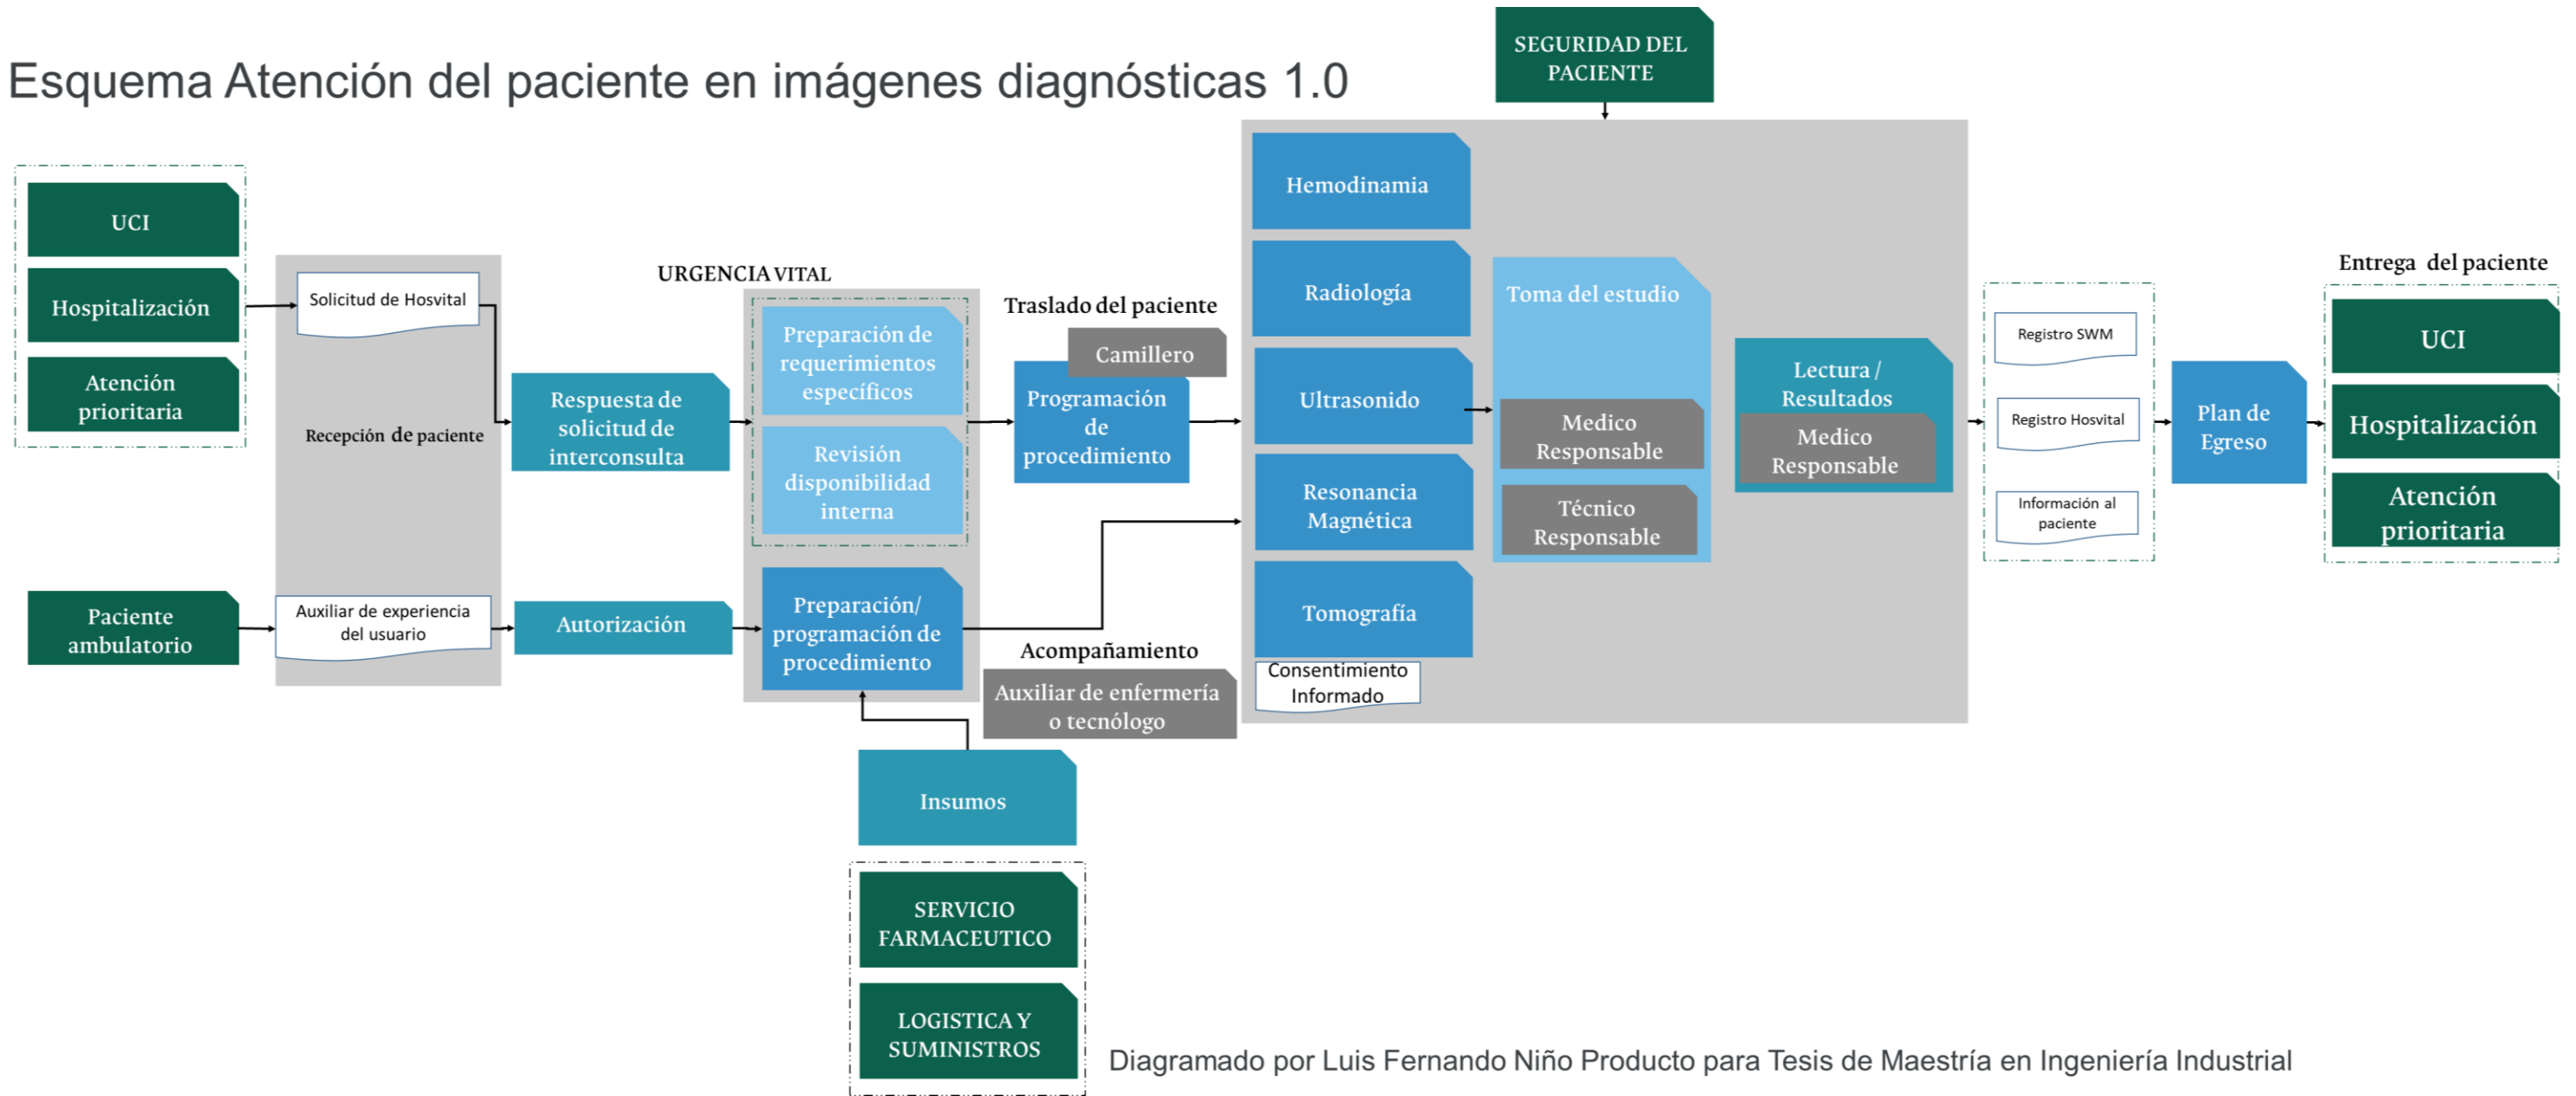 Esquema Atención del paciente en imágenes diagnósticas 1.0
SEGURIDAD DEL
PACIENTE
UCI
Hospitalización
Atención
prioritaria
Paciente
ambulatorio
Solicitud de Hosvital
Recepción de paciente
Auxiliar de experiencia
del usuario
Respuesta de
solicitud de
interconsulta
Autorización
URGENCIA VITAL
Preparación de
requerimientos
específicos
Revisión
disponibilidad
interna
Preparación/
programación de
procedimiento
Traslado del paciente
Camillero
Programación
de
procedimiento
Acompañamiento
Auxiliar de enfermería
o tecnólogo
Insumos
SERVICIO
FARMACEUTICO
LOGISTICA Y
SUMINISTROS
Hemodinamia
Radiología
Ultrasonido
Resonancia
Magnética
Tomografía
Consentimiento
Informado
Toma del estudio
Medico
Responsable
Técnico
Responsable
Lectura /
Resultados
Medico
Responsable
Registro SWM
Registro Hosvital
Información al
paciente
Plan de
Egreso
Entrega del paciente
UCI
Hospitalización
Atención
prioritaria
Diagramado por Luis Fernando Niño Producto para Tesis de Maestría en Ingeniería Industrial